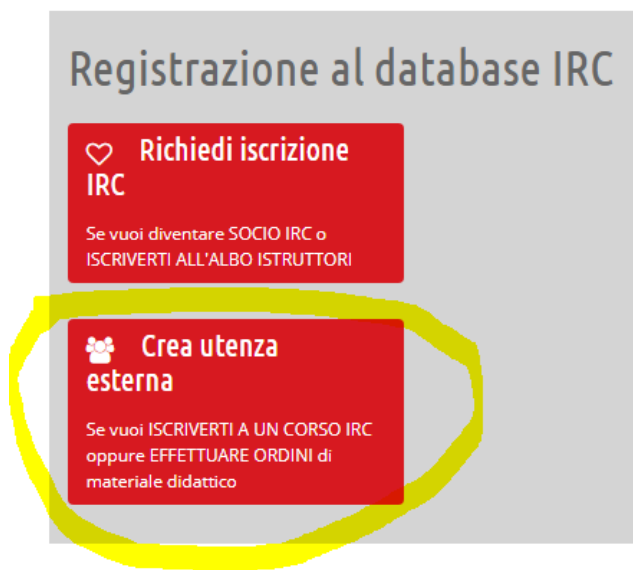 Registrazione al database IRC
Richiedi iscrizione
IRC
Se vuoi diventare SOCIO IRC o
ISCRIVERTI ALL'ALBO ISTRUTTORI
Crea utenza
esterna
Se vuoi ISCRIVERTI A UN CORSO IRC
oppure EFFETTUARE ORDINI di
materiale didattico